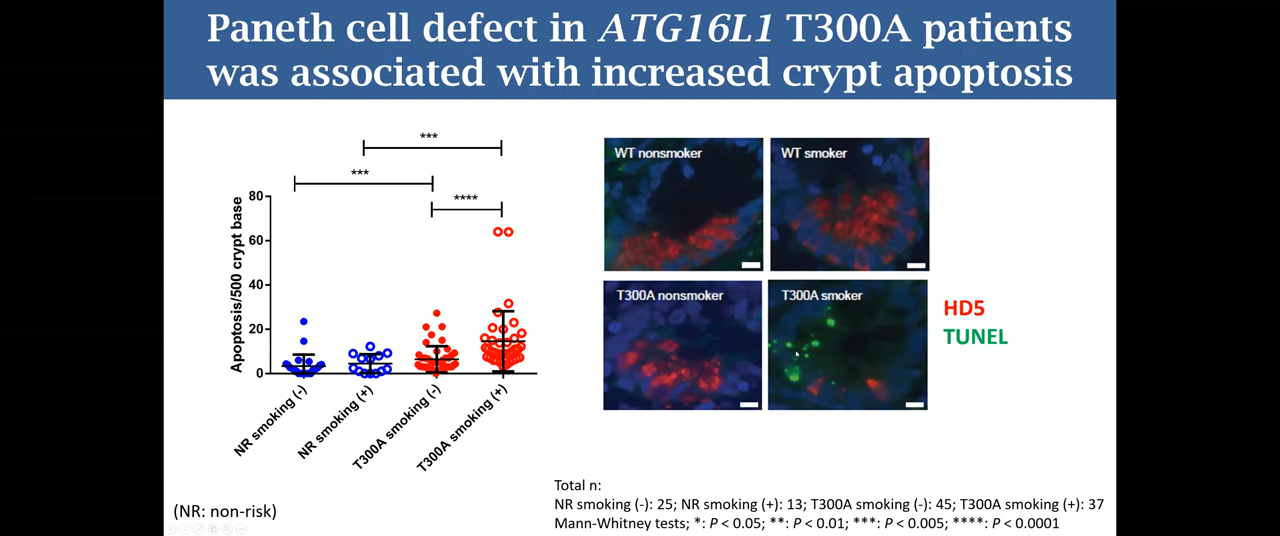 Paneth cell defect in ATG16L1 T300A patients
was associated with increased crypt apoptosis
***
***
****
Apoptosis/500 crypt base
80
60
40
20
0
NR smoking (-)
NR smoking (+)
T300A smoking (-)
T300A smoking (+)
WT nonsmoker
WT smoker
T300A nonsmoker
T300A smoker
HD5
TUNEL
(NR: non-risk)
Total n:
NR smoking (-): 25; NR smoking (+): 13; T300A smoking (-): 45; T300A smoking (+): 37
Mann-Whitney tests; *: P < 0.05; **: P < 0.01; ***: P < 0.005; ****: P < 0.0001